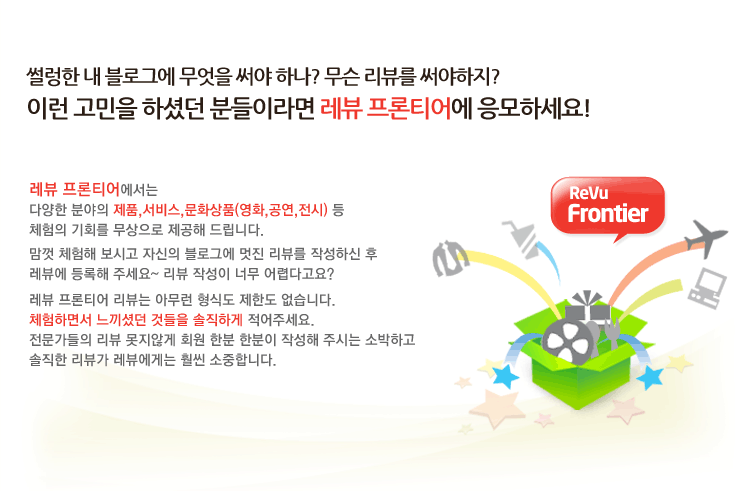 썰렁한 내 블로그에 무엇을 써야 하나? 무슨 리뷰를 써야하지?
이런 고민을 하셨던 분들이라면 레뷰 프론티어에 응모하세요!
레뷰 프론티어에서는
다양한 분야의 제품,서비스,문화상품(영화,공연,전시) 등
체험의 기회를 무상으로 제공해 드립니다.
맘껏 체험해 보시고 자신의 블로그에 멋진 리뷰를 작성하신 후
레뷰에 등록해 주세요~ 리뷰 작성이 너무 어렵다고요?
레뷰 프론티어 리뷰는 아무런 형식도 제한도 없습니다.
체험하면서 느끼셨던 것들을 솔직하게 적어주세요.
전문가들의 리뷰 못지않게 회원 한분 한분이 작성해 주시는 소박하고
솔직한 리뷰가 레뷰에게는 훨씬 소중합니다.
ReVu
Frontier